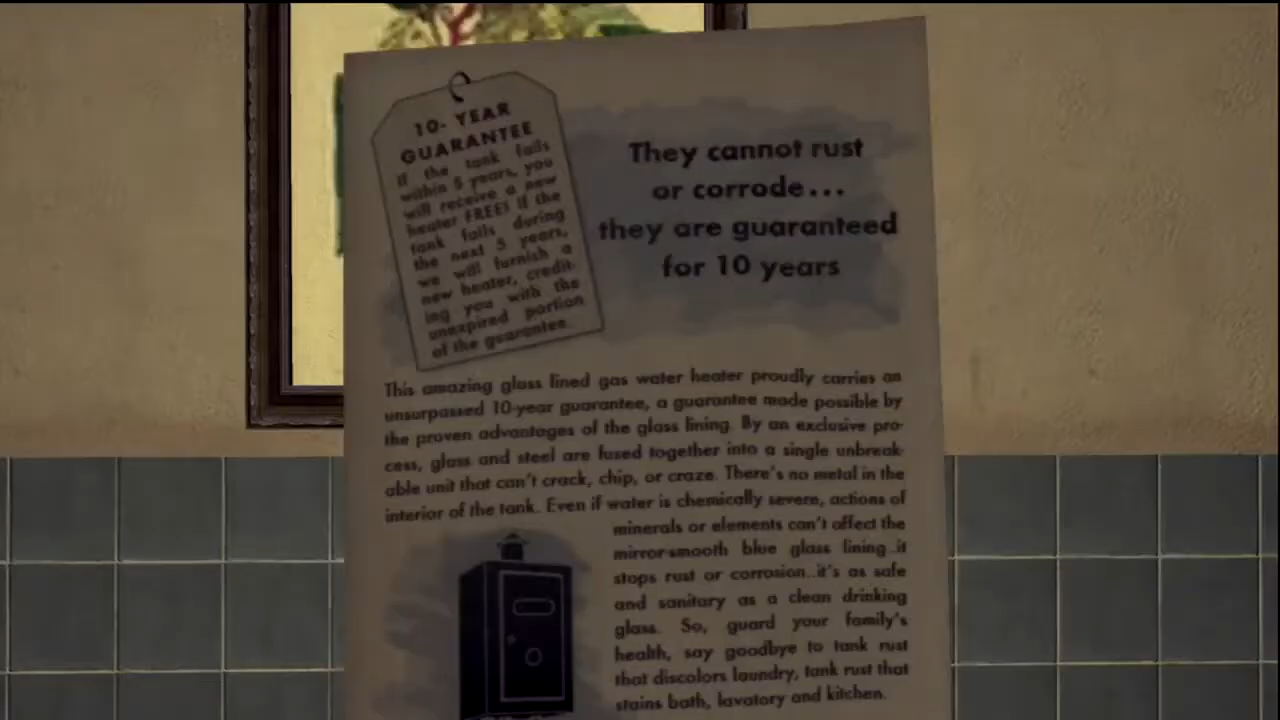 10- YEAR
GUARANTEE
If the tank fails
within 5 years, you
will receive a new
heater FREE! If the
tank fails during
the next 5 years,
we will furnish a
new heater, credit-
ing you with the
unexpired portion
of the guarantee.
They cannot rust
or corrode...
they are guaranteed
for 10 years
This amazing glass lined gas water heater proudly carries an
unsurpassed 10-year guarantee, a guarantee made possible by
the proven advantages of the glass lining. By an exclusive pro-
cess, glass and steel are fused together into a single unbreak-
able unit that can't crack, chip, or craze. There's no metal in the
interior of the tank. Even if water is chemically severe, actions of
minerals or elements can't affect the
mirror-smooth blue glass lining..it
stops rust or corrosion..it's as safe
and sanitary as a clean drinking
glass. So, guard your family's
health, say goodbye to tank rust
that discolors laundry, tank rust that
stains bath, lavatory and kitchen.